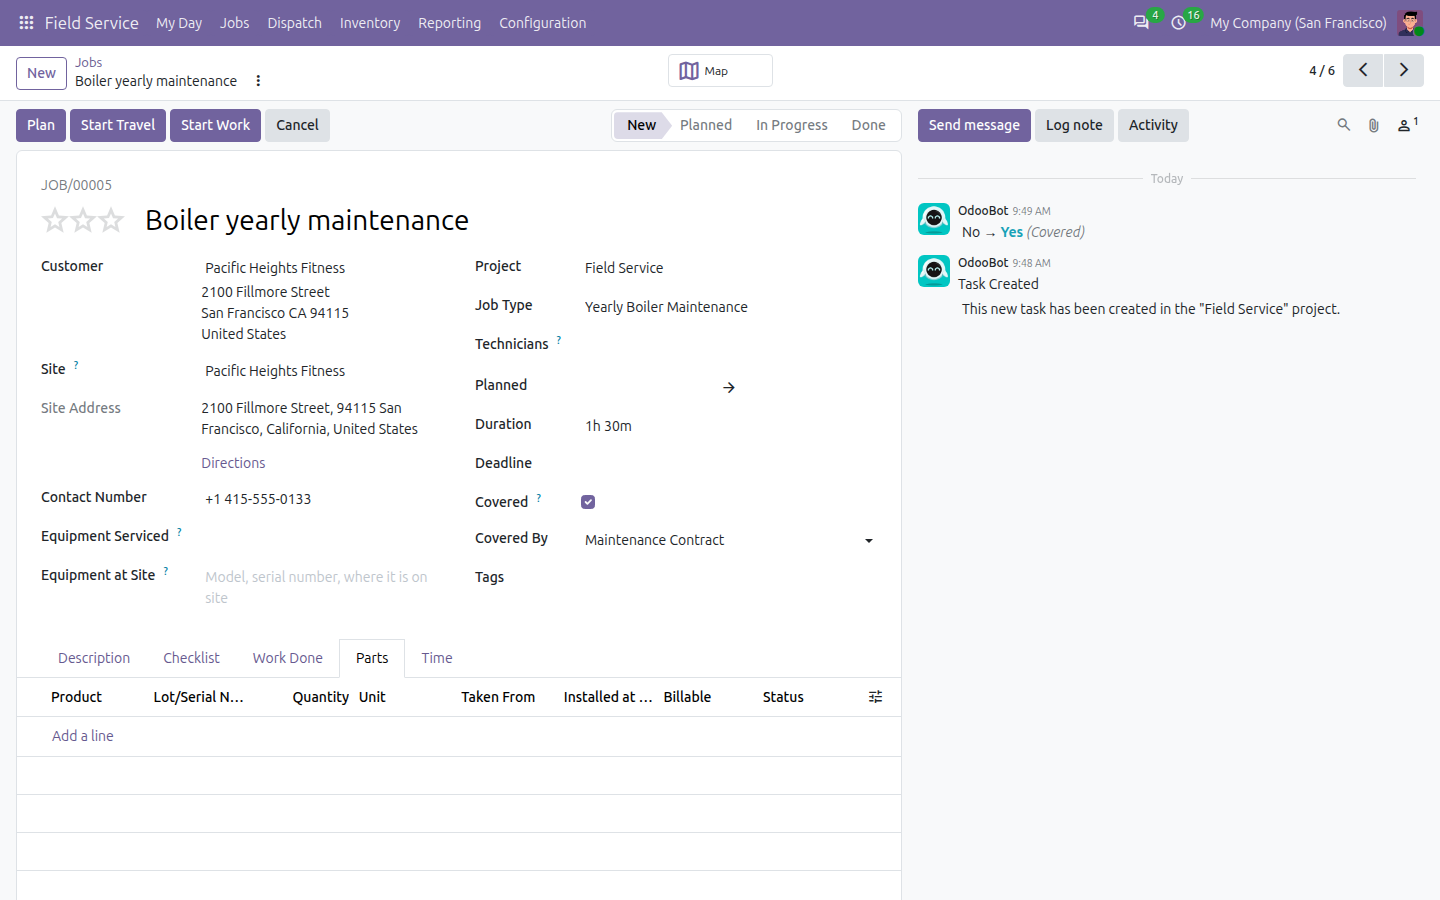 Field Service My Day Jobs Dispatch Inventory Reporting Configuration 4 16 My Company (San Francisco)
New Jobs
Boiler yearly maintenance
Map
4 / 6
Plan Start Travel Start Work Cancel New Planned In Progress Done
Send message Log note Activity 1
JOB/00005
Boiler yearly maintenance
Customer Pacific Heights Fitness
2100 Fillmore Street
San Francisco CA 94115
United States
Site ? Pacific Heights Fitness
Site Address 2100 Fillmore Street, 94115 San
Francisco, California, United States
Directions
Contact Number +1 415-555-0133
Equipment Serviced ?
Equipment at Site ? Model, serial number, where it is on
site
Project Field Service
Job Type Yearly Boiler Maintenance
Technicians ?
Planned →
Duration 1h 30m
Deadline
Covered ?
Covered By Maintenance Contract
Tags
Description Checklist Work Done Parts Time
Product Lot/Serial N... Quantity Unit Taken From Installed at ... Billable Status
Add a line
Today
OdooBot 9:49 AM
No → Yes (Covered)
OdooBot 9:48 AM
Task Created
This new task has been created in the "Field Service" project.